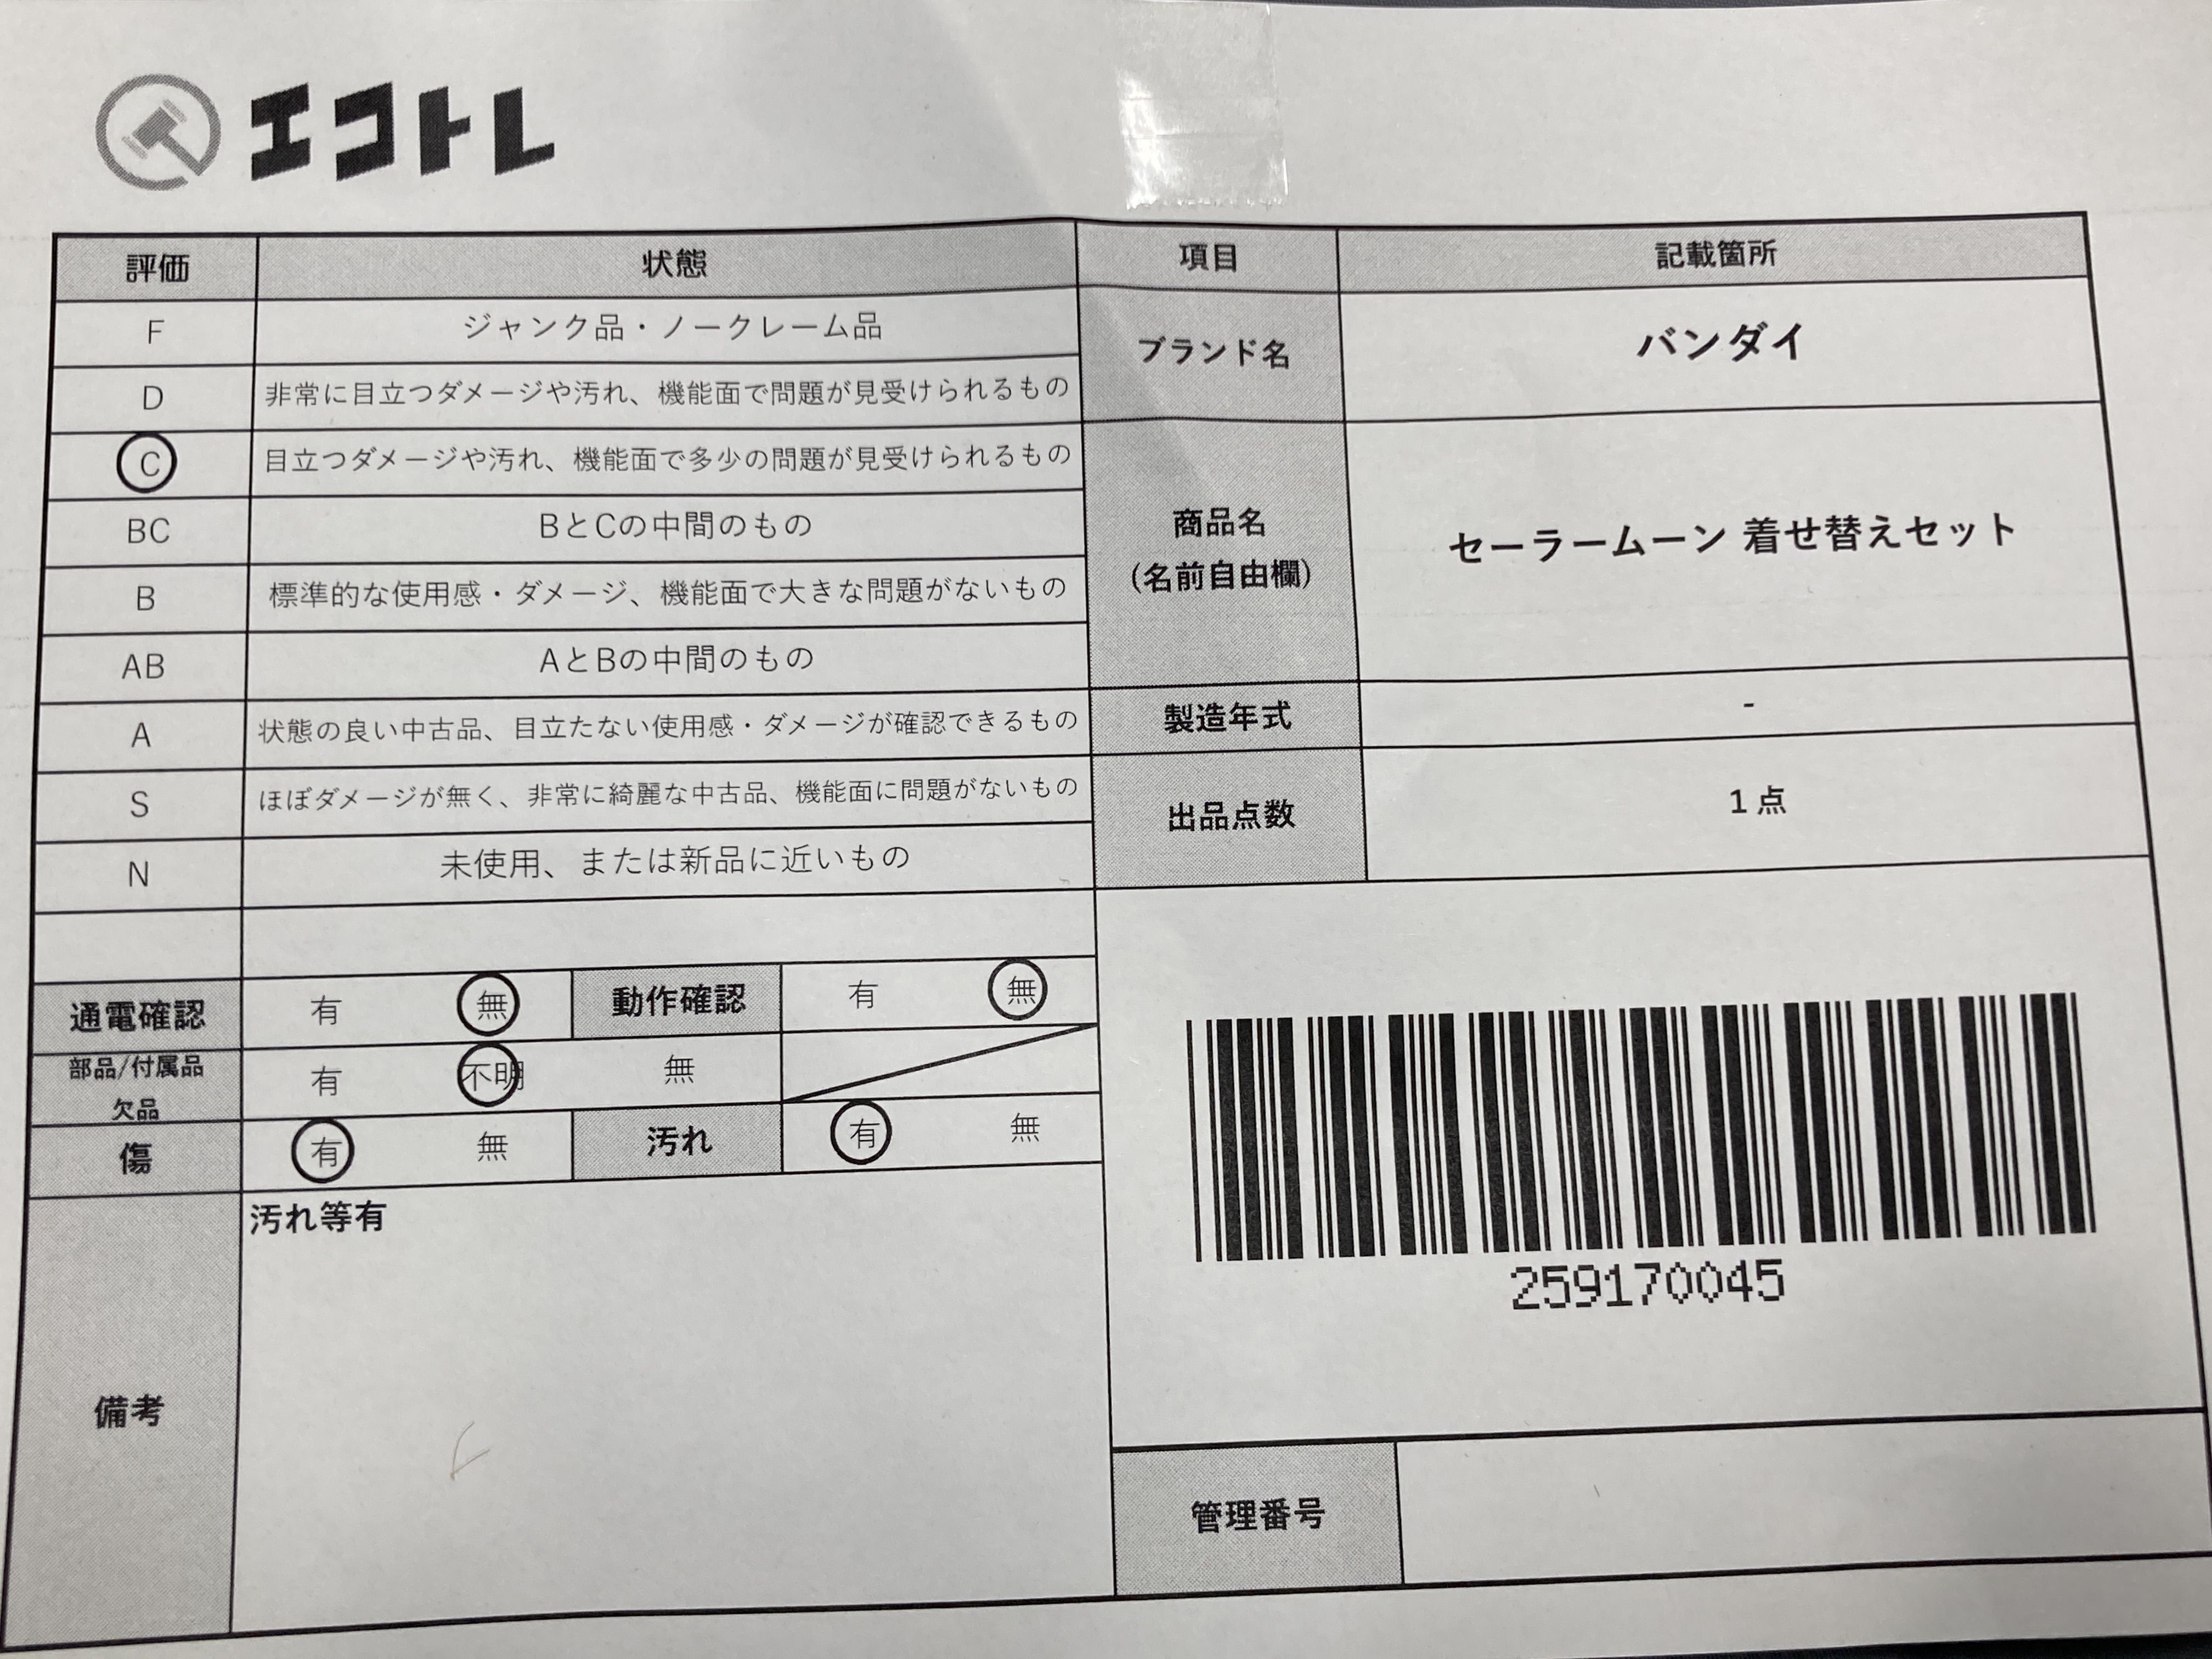 エコトレ
評価 状態
F ジャンク品・ノークレーム品
D 非常に目立つダメージや汚れ、機能面で問題が見受けられるもの
C 目立つダメージや汚れ、機能面で多少の問題が見受けられるもの
BC BとCの中間のもの
B 標準的な使用感・ダメージ、機能面で大きな問題がないもの
AB AとBの中間のもの
A 状態の良い中古品、目立たない使用感・ダメージが確認できるもの
S ほぼダメージが無く、非常に綺麗な中古品、機能面に問題がないもの
N 未使用、または新品に近いもの
通電確認 有 無 動作確認 有 無
部品/付属品
欠品 有 不明 無
傷 有 無 汚れ 有 無
備考 汚れ等有
項目 記載箇所
ブランド名 バンダイ
商品名
(名前自由欄) セーラームーン 着せ替えセット
製造年式 -
出品点数 1 点
259170045
管理番号